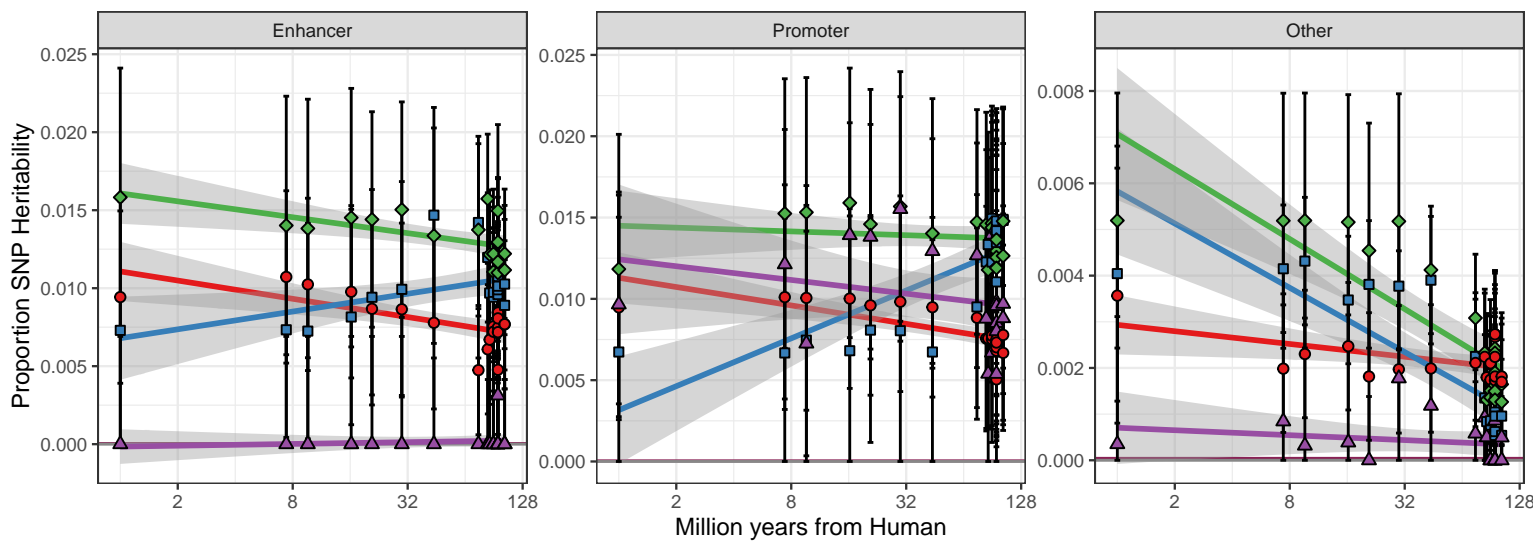 Enhancer
Promoter
Other
Proportion SNP Heritability
0.025
0.020
0.015
0.010
0.005
0.000
0.025
0.020
0.015
0.010
0.005
0.000
0.008
0.006
0.004
0.002
0.000
2 8 32 128
2 8 32 128
2 8 32 128
Million years from Human